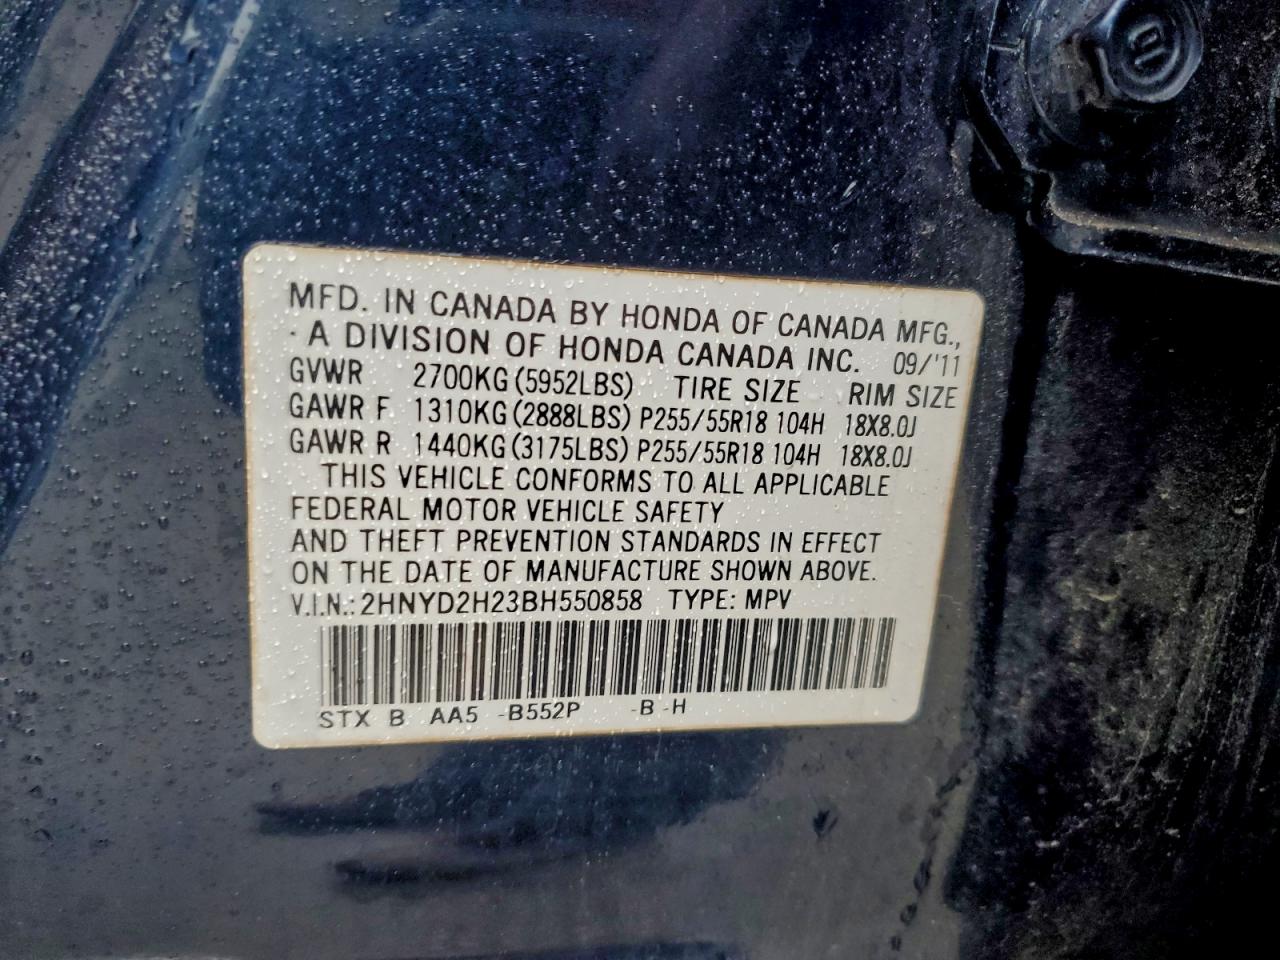 MFD. IN CANADA BY HONDA OF CANADA MFG.,
· A DIVISION OF HONDA CANADA INC. 09/'11
GVWR 2700KG (5952LBS) TIRE SIZE RIM SIZE
GAWR F 1310KG (2888LBS) P255/55R18 104H 18X8.0J
GAWR R 1440KG (3175LBS) P255/55R18 104H 18X8.0J
THIS VEHICLE CONFORMS TO ALL APPLICABLE
FEDERAL MOTOR VEHICLE SAFETY
AND THEFT PREVENTION STANDARDS IN EFFECT
ON THE DATE OF MANUFACTURE SHOWN ABOVE.
V.I.N.: 2HNYD2H23BH550858 TYPE: MPV
STX B AA5 -B552P -B -H